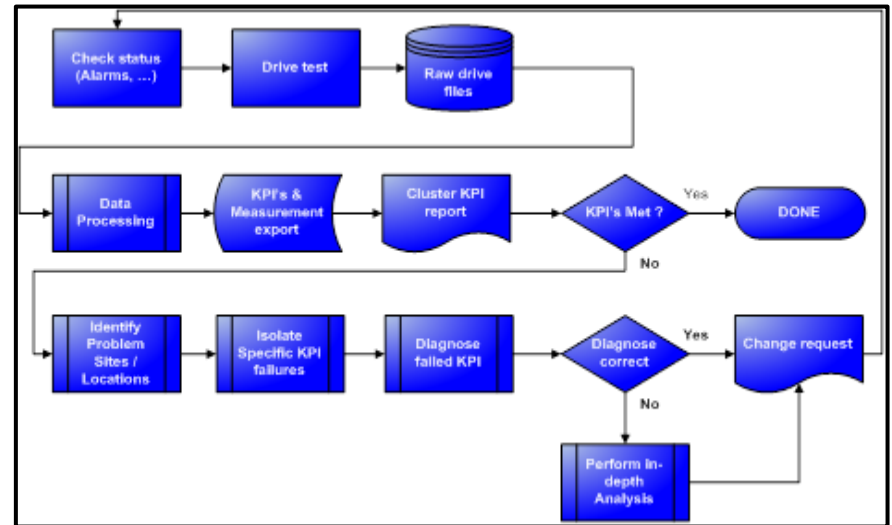 Check status
(Alarms, ...)
Drive test
Raw drive
files
Data
Processing
KPI's &
Measurement
export
Cluster KPI
report
KPI's Met ?
Yes
DONE
No
Identify
Problem
Sites /
Locations
Isolate
Specific KPI
failures
Diagnose
failed KPI
Diagnose
correct
Yes
Change request
No
Perform in-
depth
Analysis